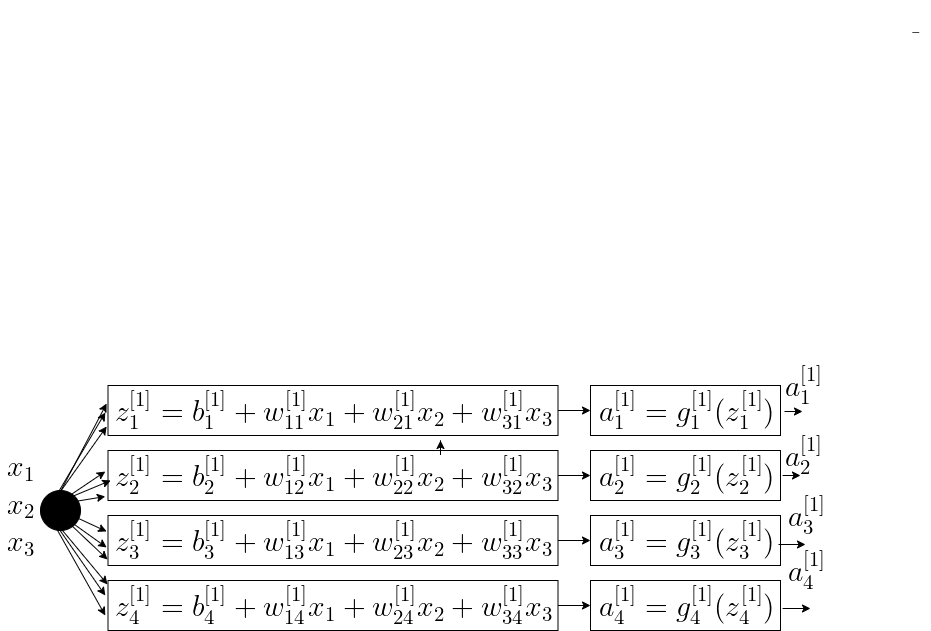 x_1
x_2
x_3
z_1^{[1]} = b_1^{[1]} + w_{11}^{[1]}x_1 + w_{21}^{[1]}x_2 + w_{31}^{[1]}x_3
a_1^{[1]} = g_1^{[1]}(z_1^{[1]})
a_1^{[1]}
z_2^{[1]} = b_2^{[1]} + w_{12}^{[1]}x_1 + w_{22}^{[1]}x_2 + w_{32}^{[1]}x_3
a_2^{[1]} = g_2^{[1]}(z_2^{[1]})
a_2^{[1]}
z_3^{[1]} = b_3^{[1]} + w_{13}^{[1]}x_1 + w_{23}^{[1]}x_2 + w_{33}^{[1]}x_3
a_3^{[1]} = g_3^{[1]}(z_3^{[1]})
a_3^{[1]}
z_4^{[1]} = b_4^{[1]} + w_{14}^{[1]}x_1 + w_{24}^{[1]}x_2 + w_{34}^{[1]}x_3
a_4^{[1]} = g_4^{[1]}(z_4^{[1]})
a_4^{[1]}